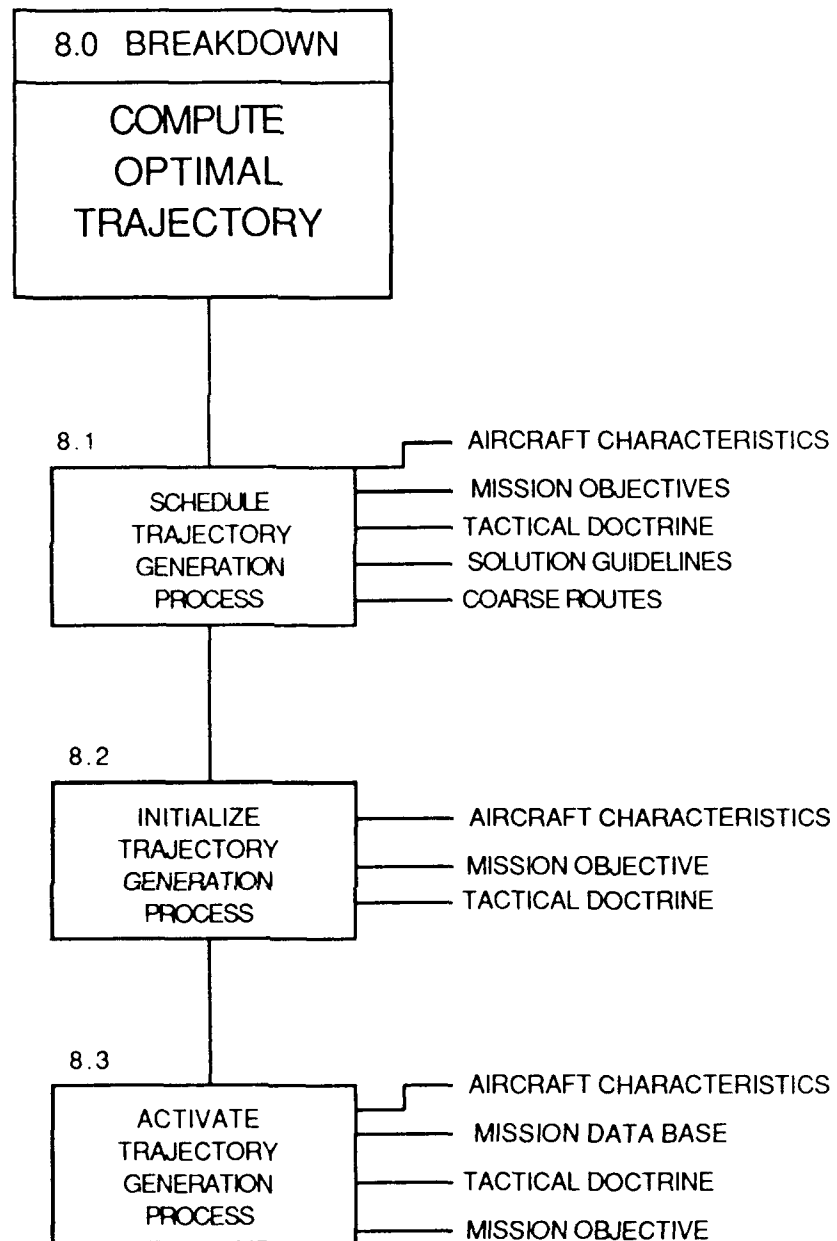 8.0 BREAKDOWN
COMPUTE
OPTIMAL
TRAJECTORY
8.1
SCHEDULE
TRAJECTORY
GENERATION
PROCESS
AIRCRAFT CHARACTERISTICS
MISSION OBJECTIVES
TACTICAL DOCTRINE
SOLUTION GUIDELINES
COARSE ROUTES
8.2
INITIALIZE
TRAJECTORY
GENERATION
PROCESS
AIRCRAFT CHARACTERISTICS
MISSION OBJECTIVE
TACTICAL DOCTRINE
8.3
ACTIVATE
TRAJECTORY
GENERATION
PROCESS
AIRCRAFT CHARACTERISTICS
MISSION DATA BASE
TACTICAL DOCTRINE
MISSION OBJECTIVE